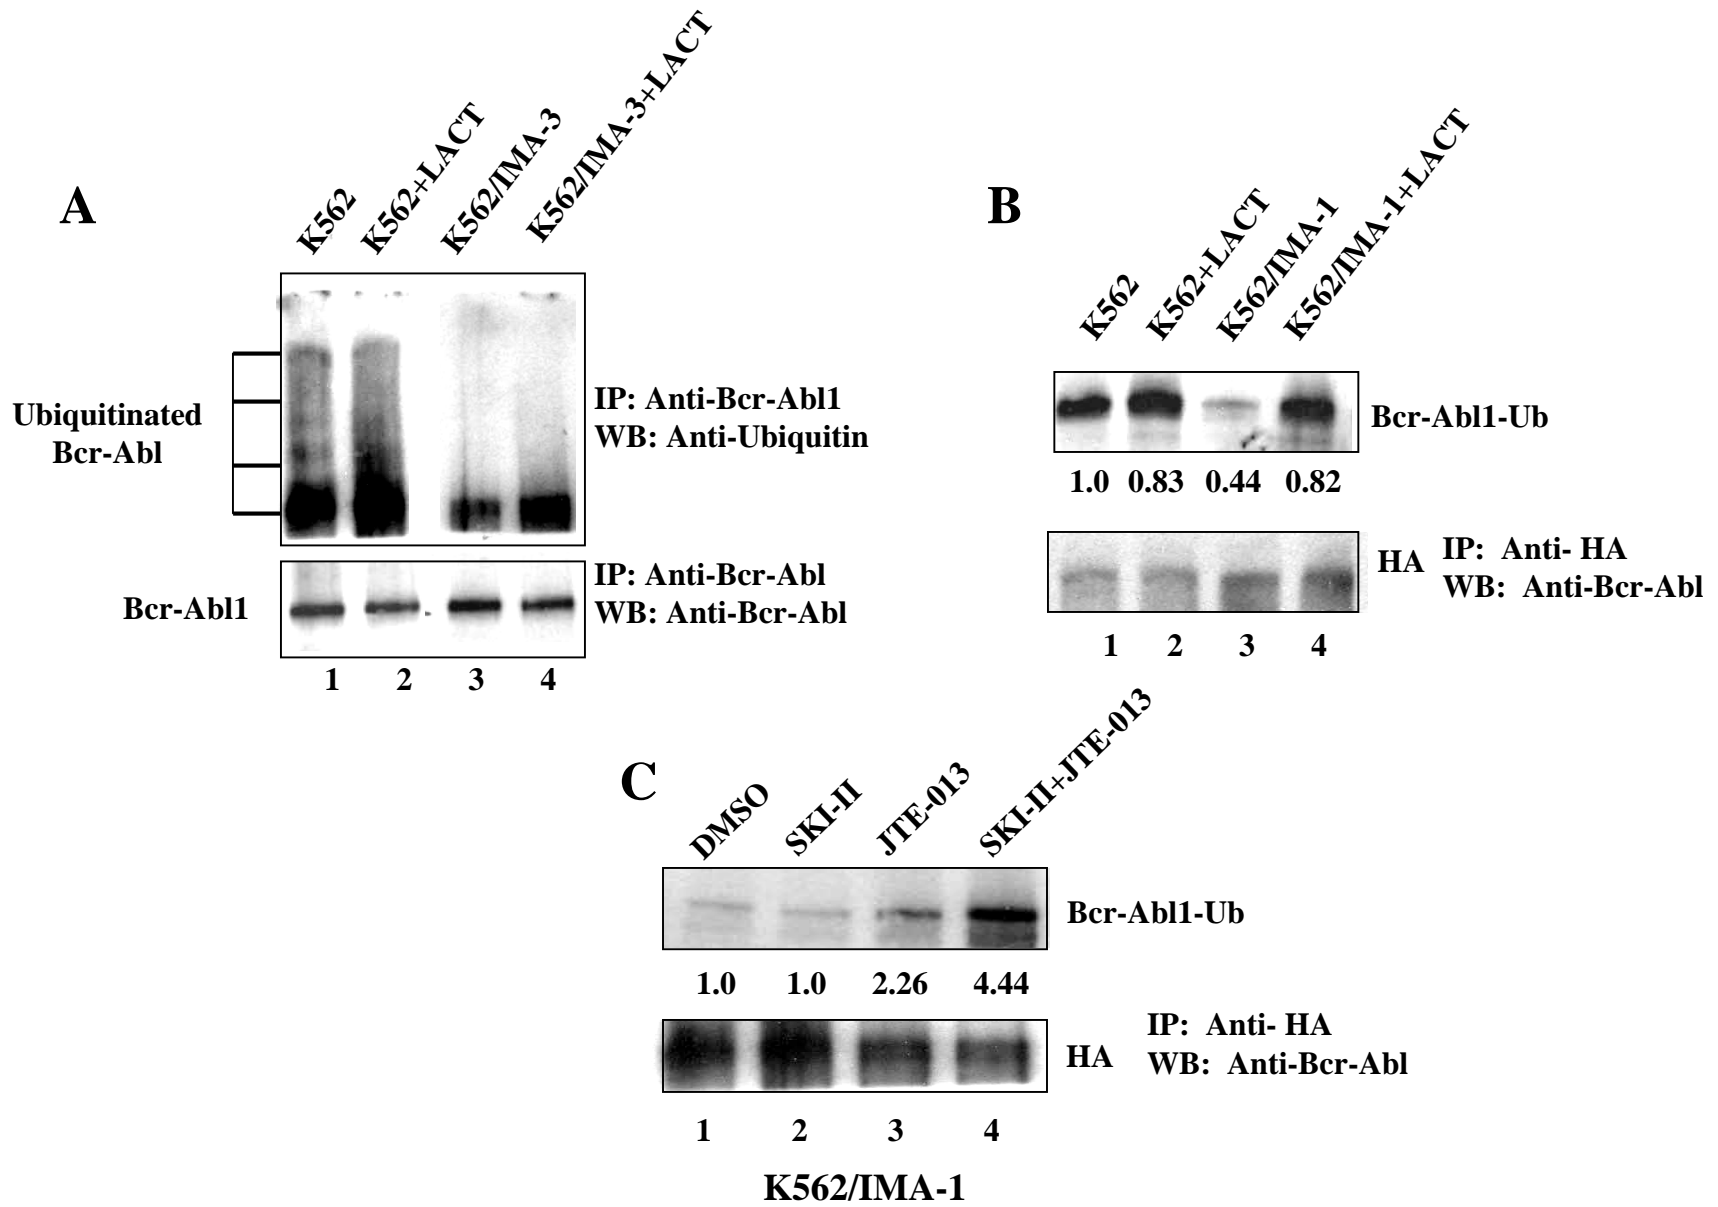 A
K562
K562+LACT
K562/IMA-3
K562/IMA-3+LACT
Ubiquitinated
Bcr-Abl
IP: Anti-Bcr-Abl1
WB: Anti-Ubiquitin
Bcr-Abl1
IP: Anti-Bcr-Abl
WB: Anti-Bcr-Abl
1 2 3 4
B
K562
K562+LACT
K562/IMA-1
K562/IMA-1+LACT
Bcr-Abl1-Ub
1.0 0.83 0.44 0.82
HA
IP: Anti- HA
WB: Anti-Bcr-Abl
1 2 3 4
C
DMSO
SKI-II
JTE-013
SKI-II+JTE-013
Bcr-Abl1-Ub
1.0 1.0 2.26 4.44
HA
IP: Anti- HA
WB: Anti-Bcr-Abl
1 2 3 4
K562/IMA-1